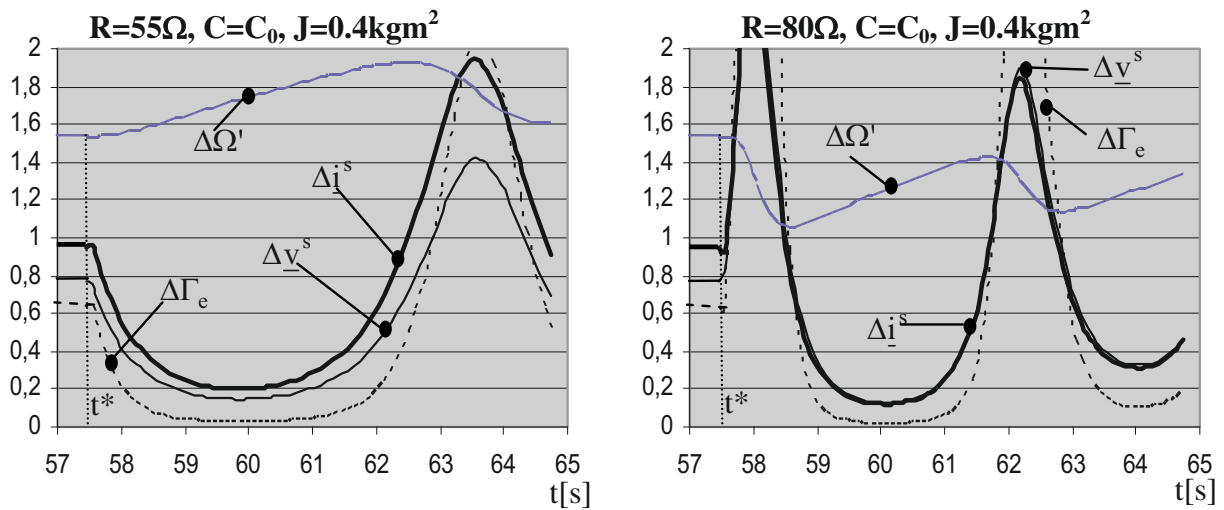 R=55Ω, C=C₀, J=0.4kgm²
2
1,8
1,6
1,4
1,2
1
0,8
0,6
0,4
0,2
0
ΔΩ'
Δi^s
Δv^s
ΔΓₑ
t*
57 58 60 61 62 63 64 65
t[s]
R=80Ω, C=C₀, J=0.4kgm²
2
1,8
1,6
1,4
1,2
1
0,8
0,6
0,4
0,2
0
Δv^s
ΔΓₑ
ΔΩ'
Δi^s
t*
57 58 59 60 61 62 63 64 65
t[s]